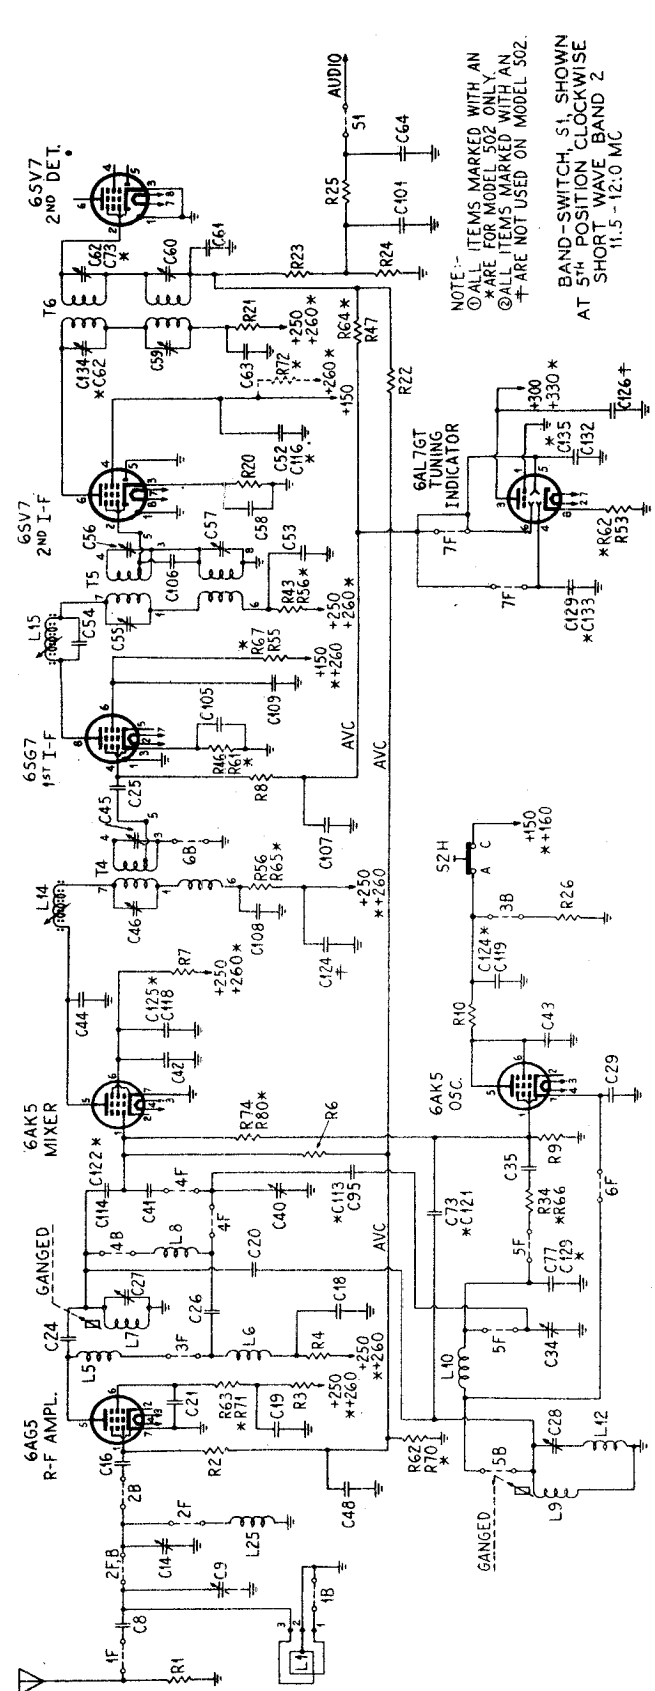 6AG5
R-F AMPL.
GANGED
6AK5
MIXER
6SG7
1ST I-F
6SV7
2ND I-F
6SV7
2ND DET.
1F
R1
C8
C9
2F,B
C14
2F
L25
2B
C16
L1
1B
R2
C48
C24
L5
3F
L6
R4
C18
+250
*+260
C21
R63
*R71
C19
R3
+250
*+260
L7
C27
C26
4B
L8
C20
C114
C122*
C41
4F
4F
C40
*C113
C95
R62
R70
*
AVC
C44
C42
C125*
C118
R7
+250
+260*
R74
R80*
R6
L14
C46
T4
C45
6B
C108
R56
R65*
C124
+250
*+260
C25
R8
C107
R46
R61*
C105
C109
*
R67
R55
+150
*+260
AVC
AVC
L15
C54
C55
T5
C56
C106
C57
C53
R43
R56*
+250
+260*
C58
R20
C52
C116.
*
R72
*
+260*
+150
T6
C134
*C62
C59
C63
R21
+250
+260*
C62
C73
*
C60
C61
R23
R24
R64*
R47
R22
R25
C101
C64
S1
AUDIO
GANGED
L9
5B
C28
L12
L10
5F
C34
C77
C129
*
5F
R34
*R66
C35
R9
C73
*C121
6AK5
OSC.
C43
C29
6F
R10
C124*
C119
3B
R26
S2H
A
C
+150
*+160
6AL7GT
TUNING
INDICATOR
7F
7F
C129
*C133
*R62
R53
*
C135
C132
+300
+330*
C126
NOTE:-
① ALL ITEMS MARKED WITH AN
* ARE FOR MODEL 502 ONLY.
② ALL ITEMS MARKED WITH AN
ǂ ARE NOT USED ON MODEL 502.
BAND-SWITCH, S1, SHOWN
AT 5TH POSITION CLOCKWISE
SHORT WAVE BAND 2
11.5-12.0 MC